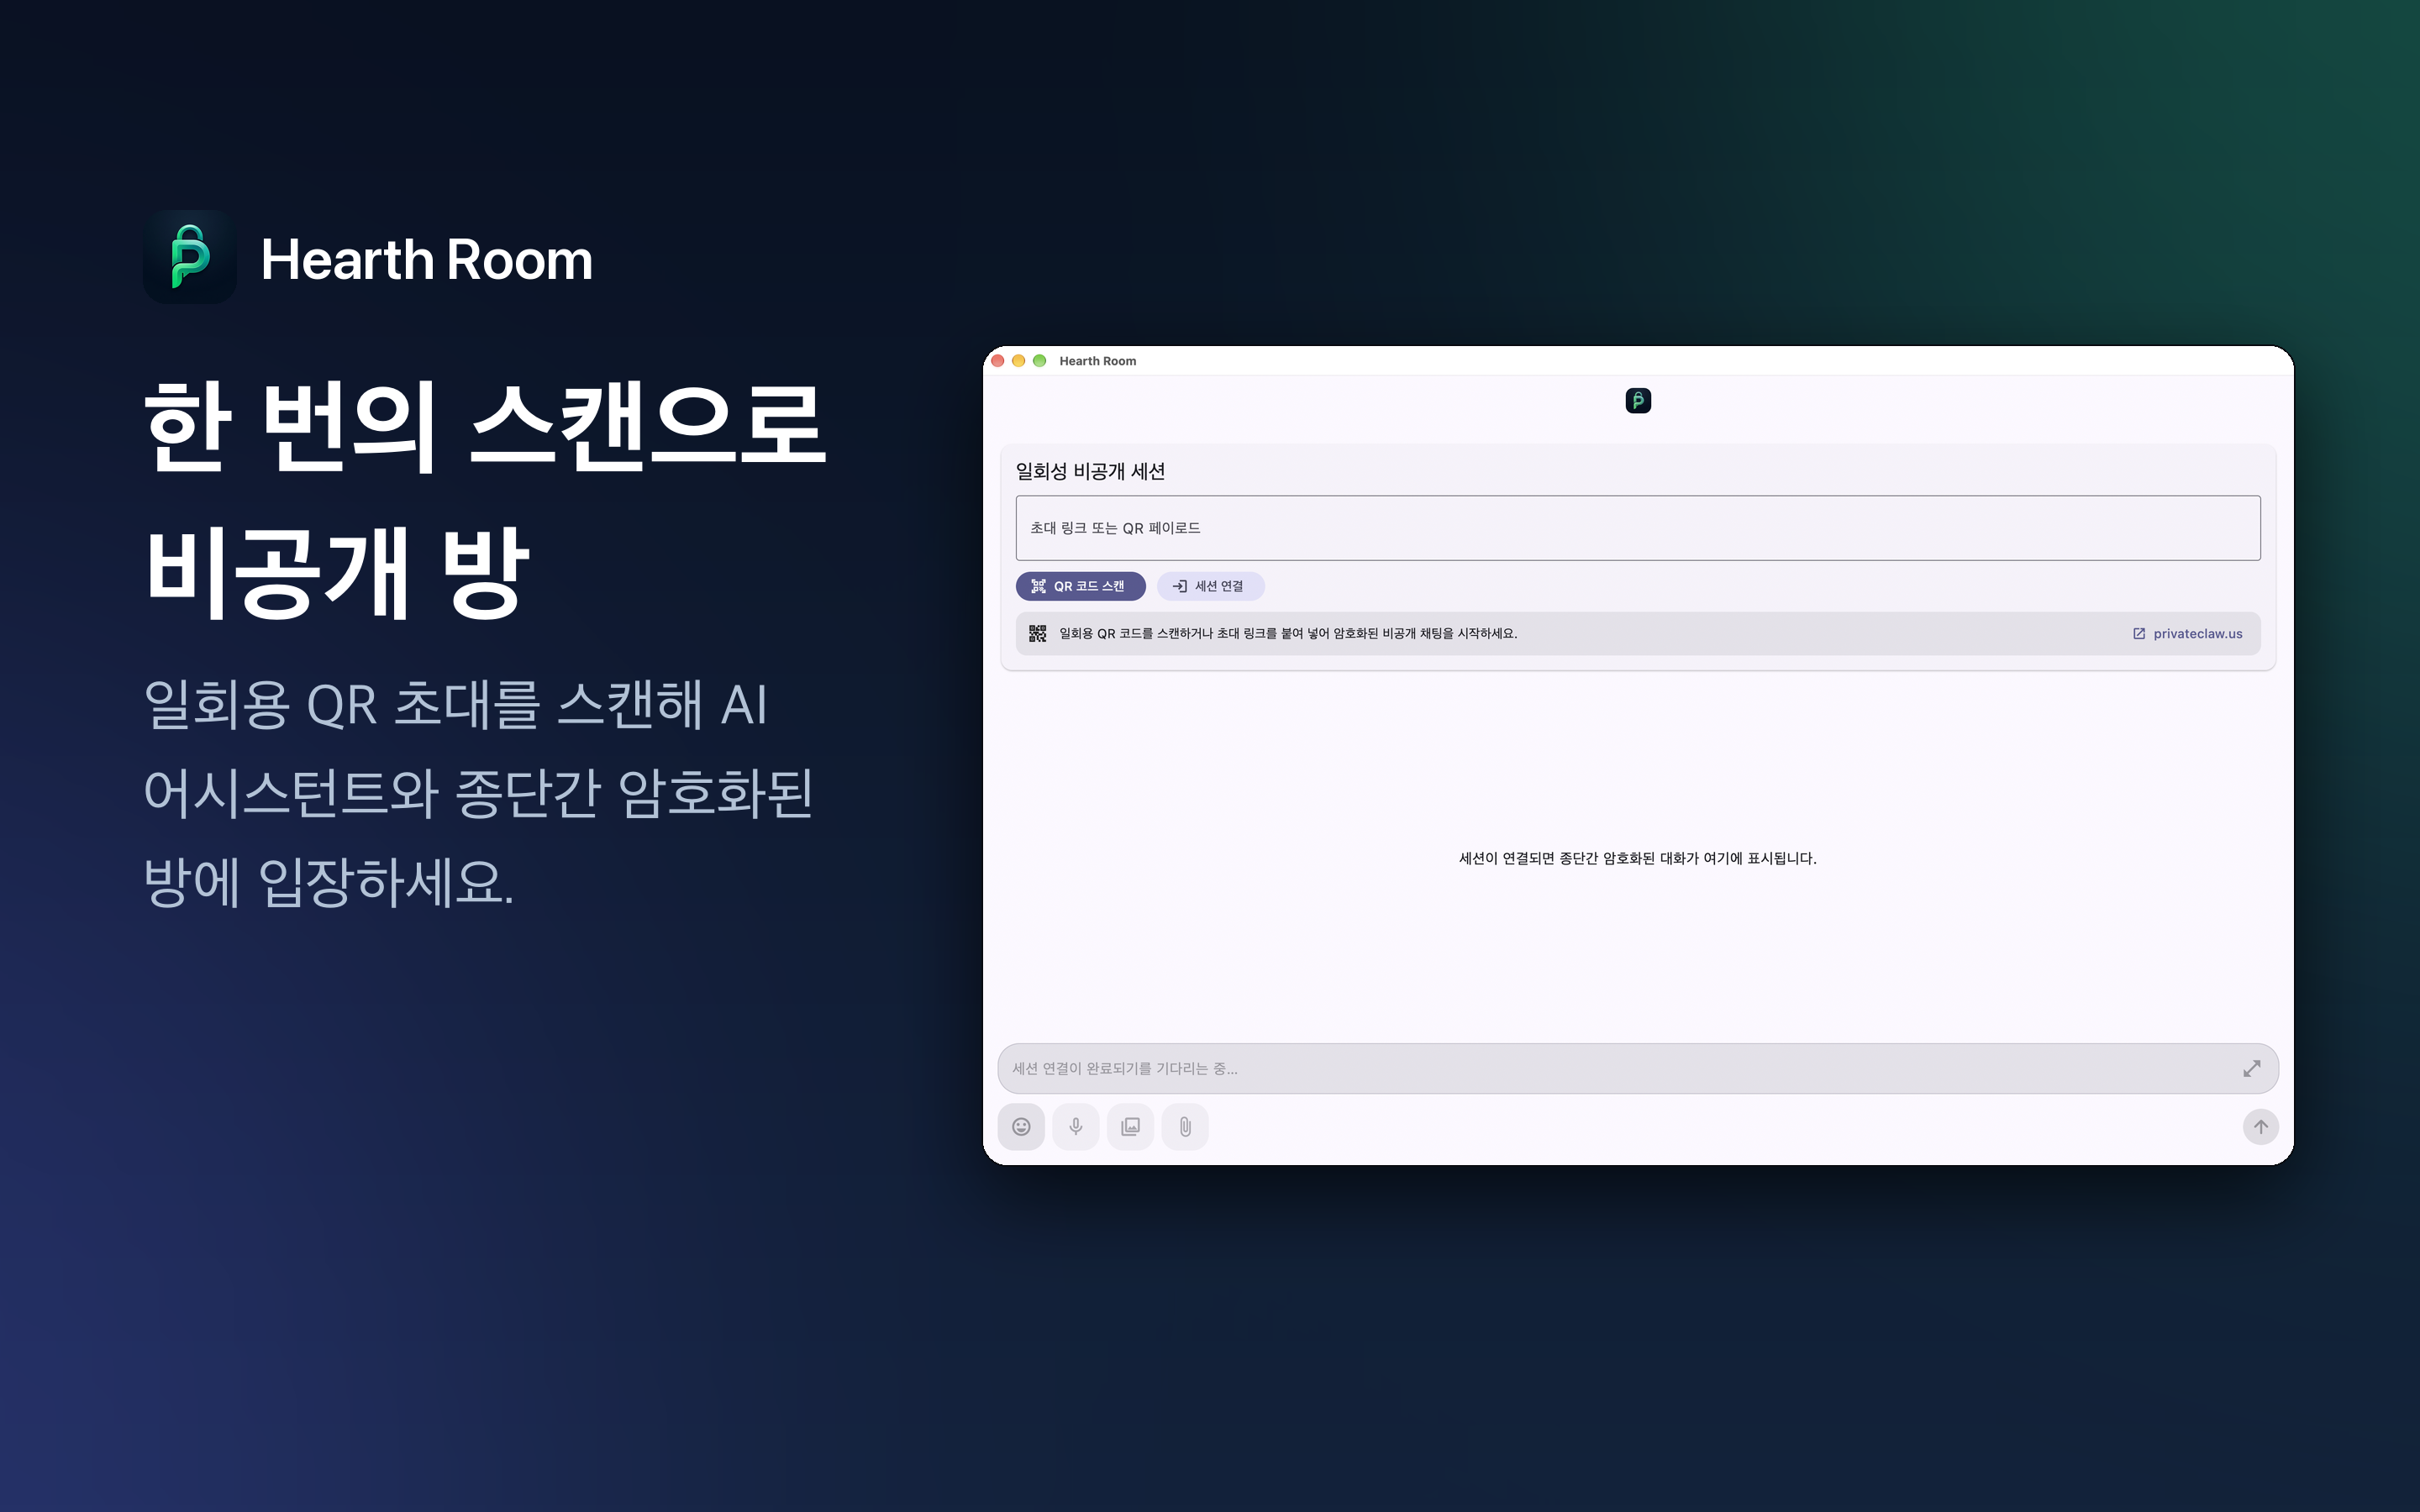 Hearth Room
한 번의 스캔으로
비공개 방
일회용 QR 초대를 스캔해 AI
어시스턴트와 종단간 암호화된
방에 입장하세요.
Hearth Room
일회성 비공개 세션
초대 링크 또는 QR 페이로드
QR 코드 스캔
세션 연결
일회용 QR 코드를 스캔하거나 초대 링크를 붙여 넣어 암호화된 비공개 채팅을 시작하세요.
privateclaw.us
세션이 연결되면 종단간 암호화된 대화가 여기에 표시됩니다.
세션 연결이 완료되기를 기다리는 중...